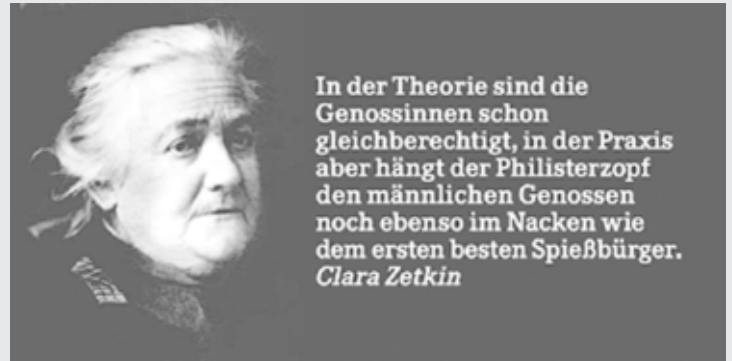 In der Theorie sind die
Genossinnen schon
gleichberechtigt, in der Praxis
aber hängt der Philisterzopf
den männlichen Genossen
noch ebenso im Nacken wie
dem ersten besten Spießbürger.
Clara Zetkin